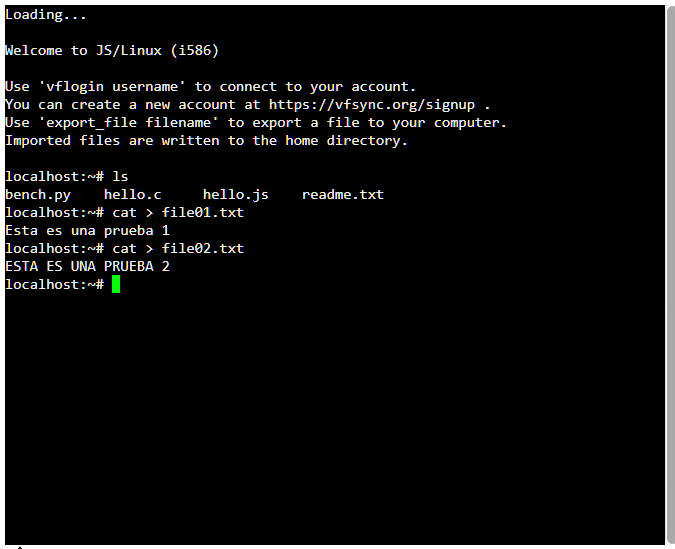 Loading...
Welcome to JS/Linux (i586)
Use 'vflogin username' to connect to your account.
You can create a new account at https://vfsync.org/signup .
Use 'export_file filename' to export a file to your computer.
Imported files are written to the home directory.
localhost:~# ls
bench.py    hello.c     hello.js    readme.txt
localhost:~# cat > file01.txt
Esta es una prueba 1
localhost:~# cat > file02.txt
ESTA ES UNA PRUEBA 2
localhost:~#